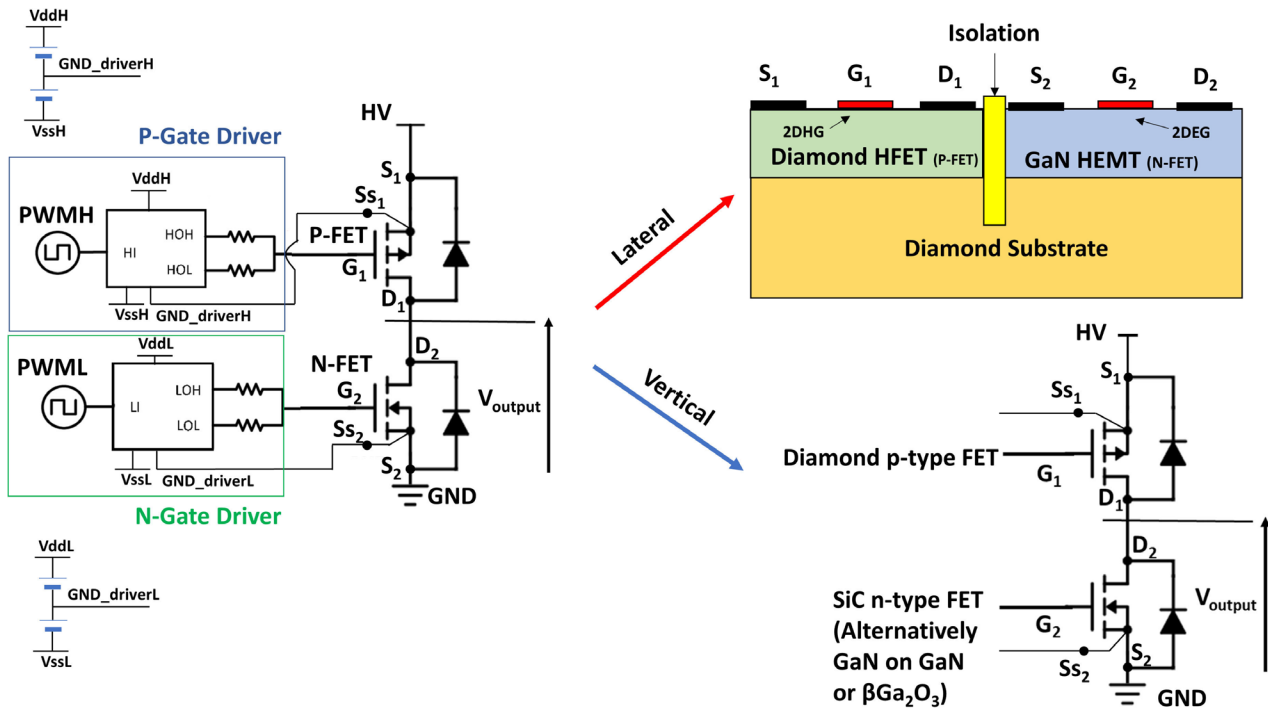 VddH
GND_driverH
VssH
P-Gate Driver
VddH
PWMH
HI
HOH
HOL
VssH
GND_driverH
HV
S1
Ss1
P-FET
G1
D1
VddL
PWML
LI
LOH
LOL
VssL
GND_driverL
N-Gate Driver
D2
N-FET
G2
Ss2
S2
GND
Voutput
VddL
GND_driverL
VssL
Lateral
Vertical
Isolation
S1 G1 D1 S2 G2 D2
2DHG
2DEG
Diamond HFET (P-FET)
GaN HEMT (N-FET)
Diamond Substrate
HV
S1
Ss1
Diamond p-type FET
G1
D1
D2
SiC n-type FET
(Alternatively
GaN on GaN
or βGa₂O₃)
G2
Ss2
S2
Voutput
GND